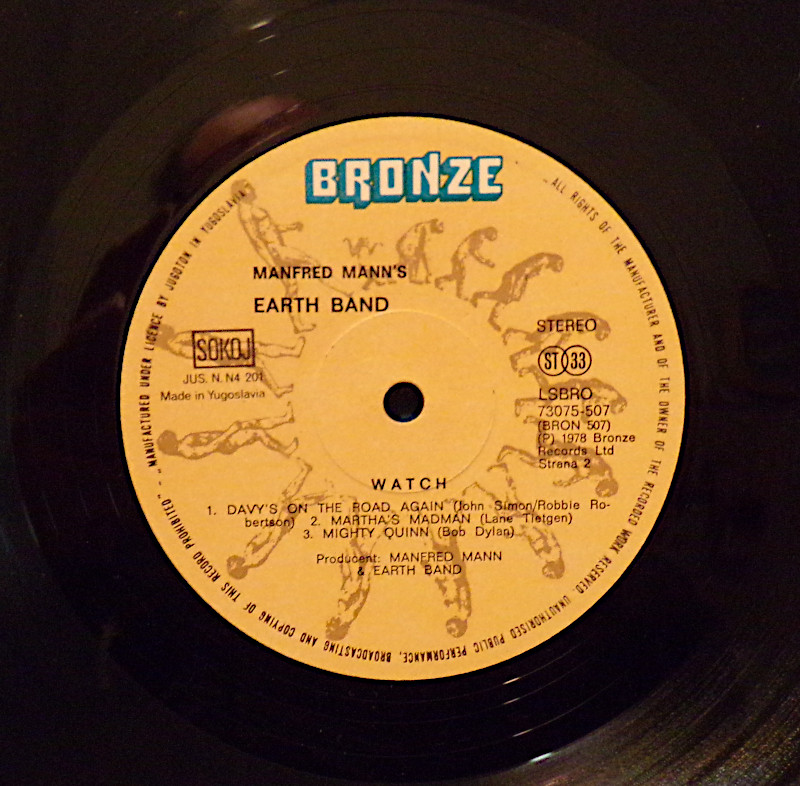 BRONZE
MANFRED MANN'S
EARTH BAND
STEREO
SOKOJ
ST 33
JUS. N. N4 201
Made in Yugoslavia
LSBRO
73075-507
(BRON 507)
(P) 1978 Bronze
Records Ltd
Strana 2
WATCH
1. DAVY'S ON THE ROAD AGAIN (John Simon/Robbie Ro-
bertson) 2. MARTHA'S MADMAN (Lane Tietgen)
3. MIGHTY QUINN (Bob Dylan)
Producent: MANFRED MANN
& EARTH BAND
"MANUFACTURED UNDER LICENCE BY JUGOTON IN YUGOSLAVIA"
-ALL RIGHTS OF THE MANUFACTURER AND OF THE OWNER OF THE RECORDED WORK RESERVED. UNAUTHORISED PUBLIC PERFORMANCE, BROADCASTING AND COPYING OF THIS RECORD PROHIBITED"-